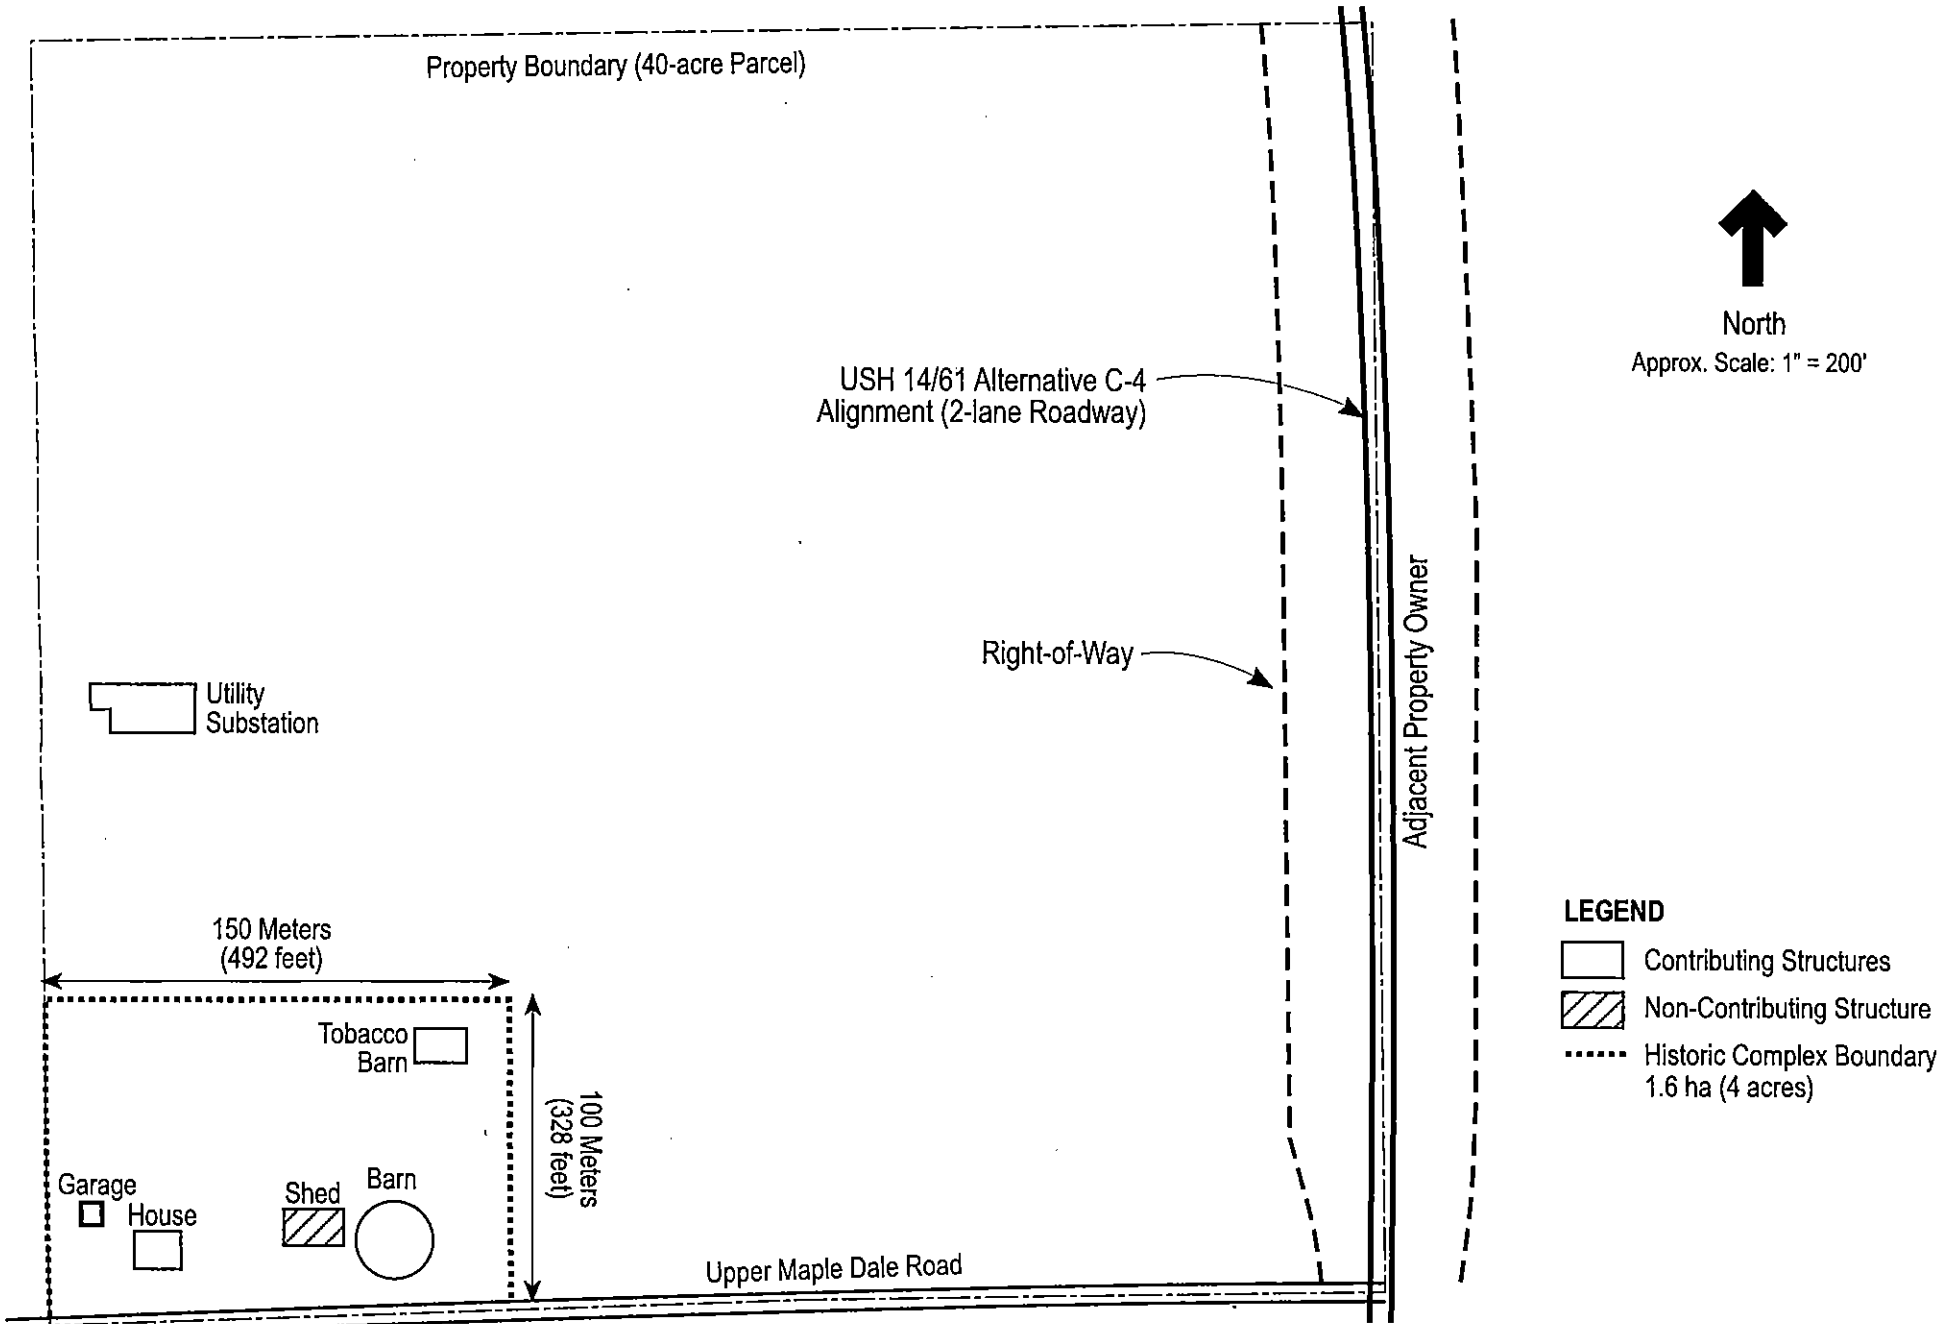 Property Boundary (40-acre Parcel)
North
Approx. Scale: 1" = 200'
USH 14/61 Alternative C-4
Alignment (2-lane Roadway)
Right-of-Way
Adjacent Property Owner
Utility
Substation
150 Meters
(492 feet)
Tobacco
Barn
100 Meters
(328 feet)
Garage
House
Shed
Barn
Upper Maple Dale Road
LEGEND
Contributing Structures
Non-Contributing Structure
Historic Complex Boundary
1.6 ha (4 acres)